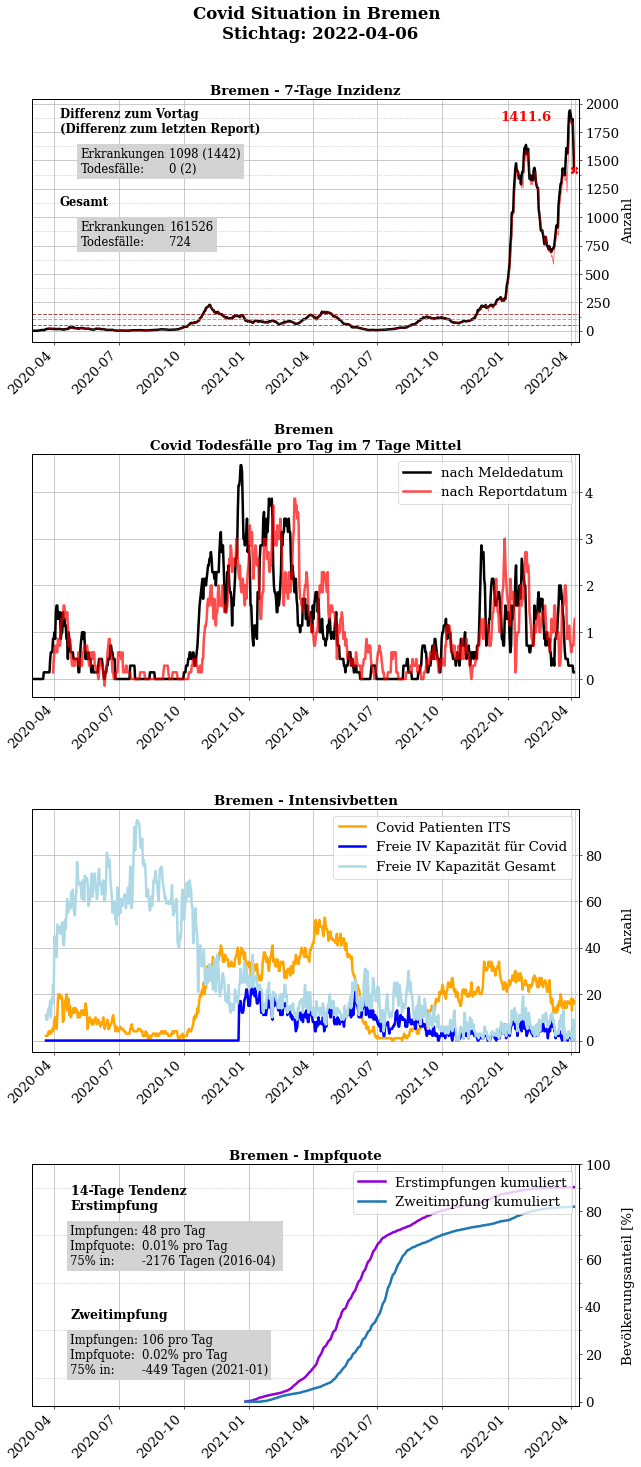 Covid Situation in Bremen
Stichtag: 2022-04-06
Bremen - 7-Tage Inzidenz
Differenz zum Vortag
(Differenz zum letzten Report)
Erkrankungen 1098 (1442)
Todesfälle: 0 (2)
Gesamt
Erkrankungen 161526
Todesfälle: 724
1411.6
2000
1750
1500
1250
1000
750
500
250
0
Anzahl
2020-04
2020-07
2020-10
2021-01
2021-04
2021-07
2021-10
2022-01
2022-04
Bremen
Covid Todesfälle pro Tag im 7 Tage Mittel
nach Meldedatum
nach Reportdatum
4
3
2
1
0
2020-04
2020-07
2020-10
2021-01
2021-04
2021-07
2021-10
2022-01
2022-04
Bremen - Intensivbetten
Covid Patienten ITS
Freie IV Kapazität für Covid
Freie IV Kapazität Gesamt
80
60
40
20
0
Anzahl
2020-04
2020-07
2020-10
2021-01
2021-04
2021-07
2021-10
2022-01
2022-04
Bremen - Impfquote
14-Tage Tendenz
Erstimpfung
Impfungen: 48 pro Tag
Impfquote: 0.01% pro Tag
75% in: -2176 Tagen (2016-04)
Zweitimpfung
Impfungen: 106 pro Tag
Impfquote: 0.02% pro Tag
75% in: -449 Tagen (2021-01)
Erstimpfungen kumuliert
Zweitimpfung kumuliert
100
80
60
40
20
0
Bevölkerungsanteil [%]
2020-04
2020-07
2020-10
2021-01
2021-04
2021-07
2021-10
2022-01
2022-04